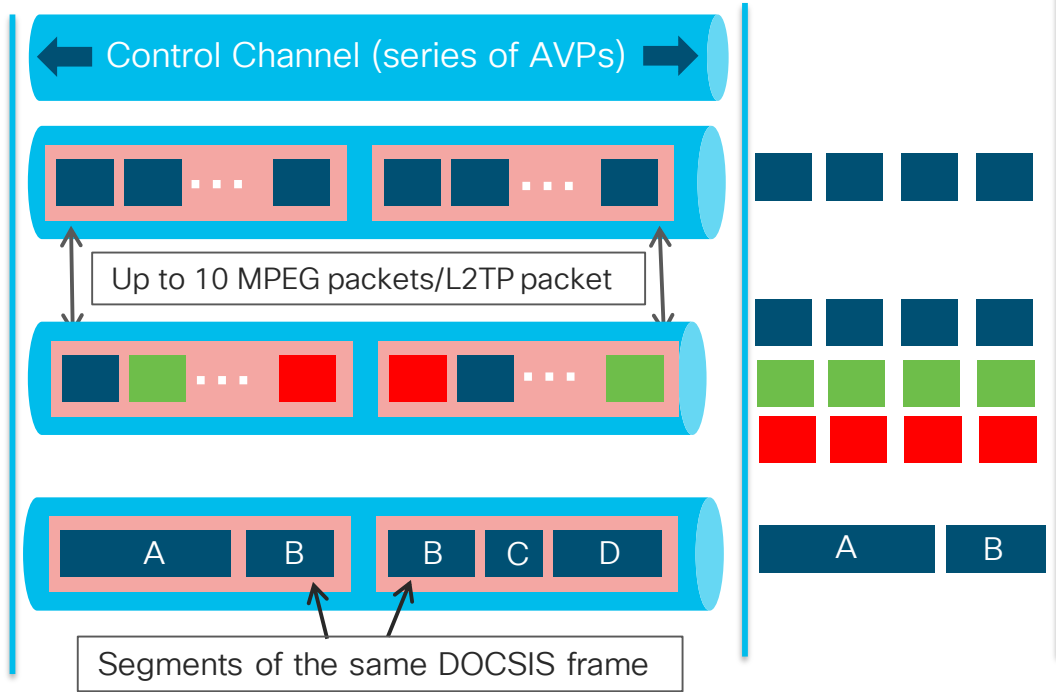 Control Channel (series of AVPs)
Up to 10 MPEG packets/L2TP packet
A B B C D
A B
Segments of the same DOCSIS frame